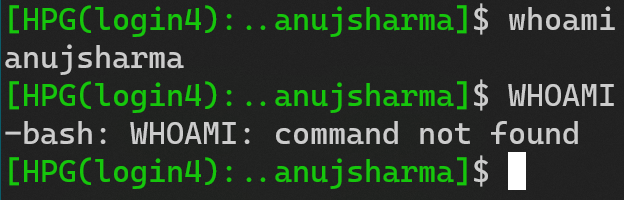 [HPG(login4):..anujsharma]$ whoami
anujsharma
[HPG(login4):..anujsharma]$ WHOAMI
-bash: WHOAMI: command not found
[HPG(login4):..anujsharma]$